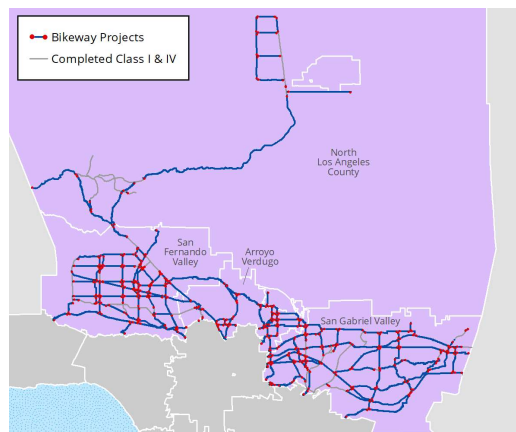 Bikeway Projects
Completed Class I & IV
North
Los Angeles
County
San
Fernando
Valley
Arroyo
Verdugo
San Gabriel Valley